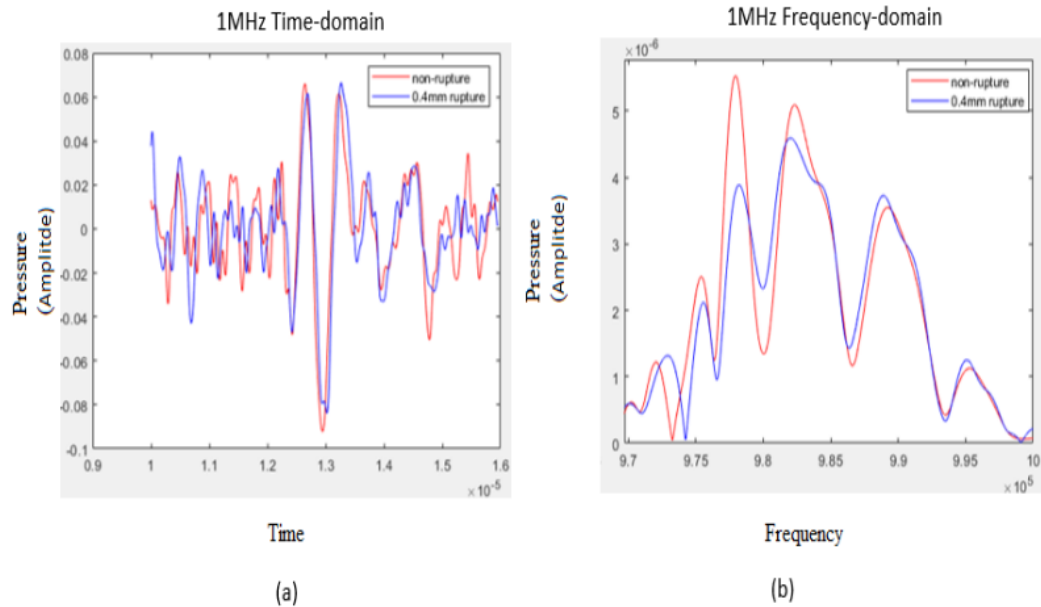 1MHz Time-domain
0.08
0.06
0.04
0.02
0
-0.02
-0.04
-0.06
-0.08
-0.1
0.9
1
1.1
1.2
1.3
1.4
1.5
1.6
×10-5
non-rupture
0.4mm rupture
Pressure
(Amplitde)
Time
(a)
1MHz Frequency-domain
×10-6
5
4
3
2
1
0
9.7
9.75
9.8
9.85
9.9
9.95
10
×10 5
non-rupture
0.4mm rupture
Pressure
(Amplitde)
Frequency
(b)